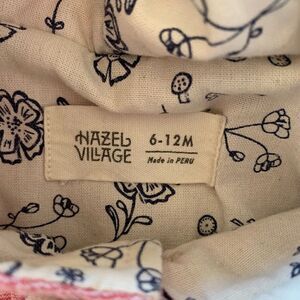 HAZEL
VILLAGE
6-12M
Made in PERU